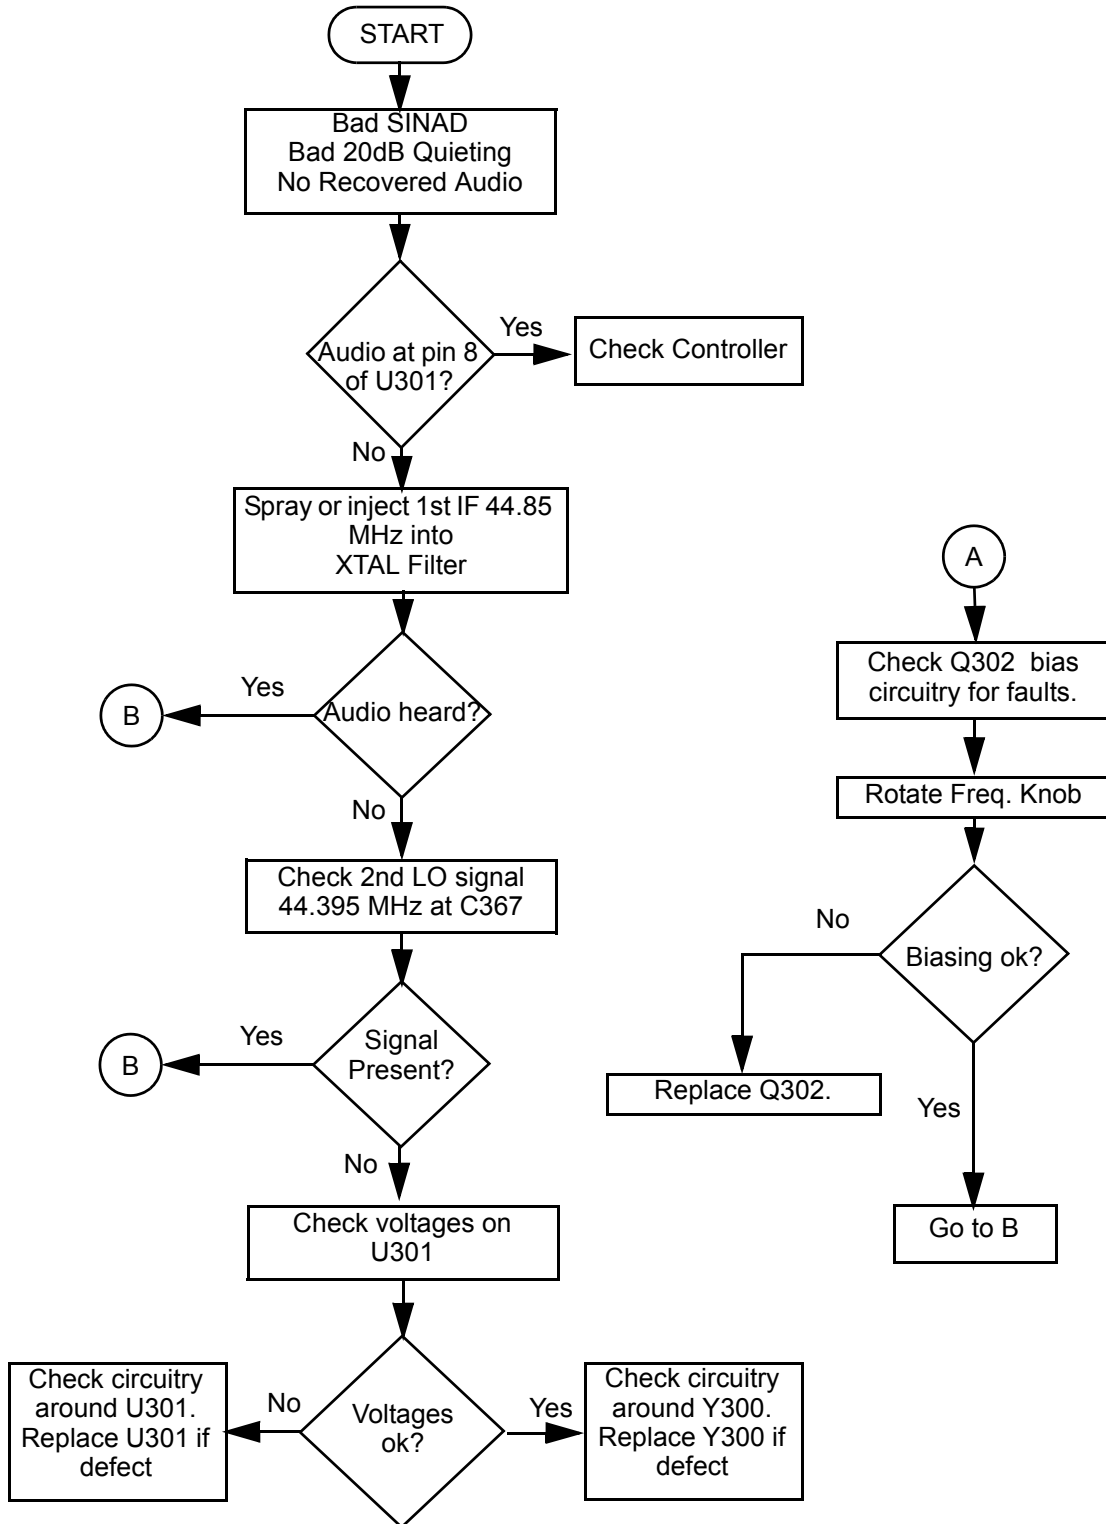 START
Bad SINAD
Bad 20dB Quieting
No Recovered Audio
Audio at pin 8
of U301?
Yes
Check Controller
No
Spray or inject 1st IF 44.85
MHz into
XTAL Filter
Audio heard?
Yes
B
No
Check 2nd LO signal
44.395 MHz at C367
Signal
Present?
Yes
B
No
Check voltages on
U301
Voltages
ok?
No
Check circuitry
around U301.
Replace U301 if
defect
Yes
Check circuitry
around Y300.
Replace Y300 if
defect
A
Check Q302 bias
circuitry for faults.
Rotate Freq. Knob
Biasing ok?
No
Replace Q302.
Yes
Go to B